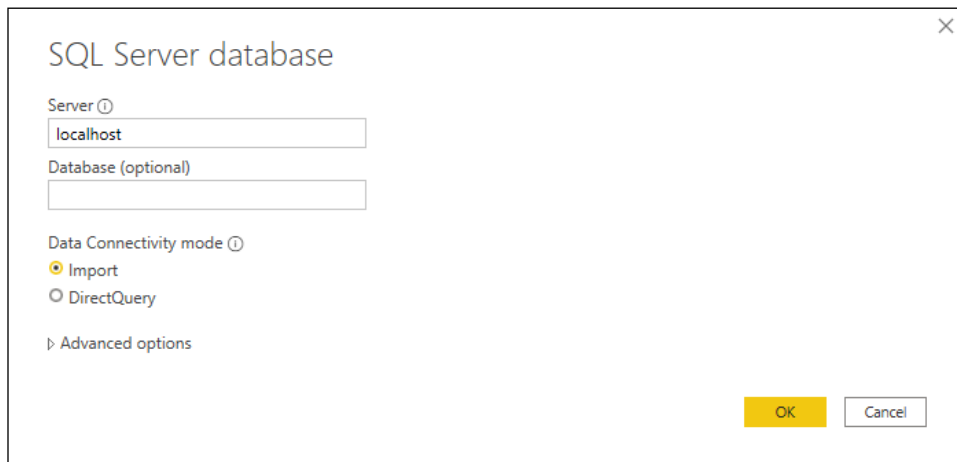 SQL Server database
Server ⓘ
localhost
Database (optional)
Data Connectivity mode ⓘ
Import
DirectQuery
Advanced options
OK Cancel